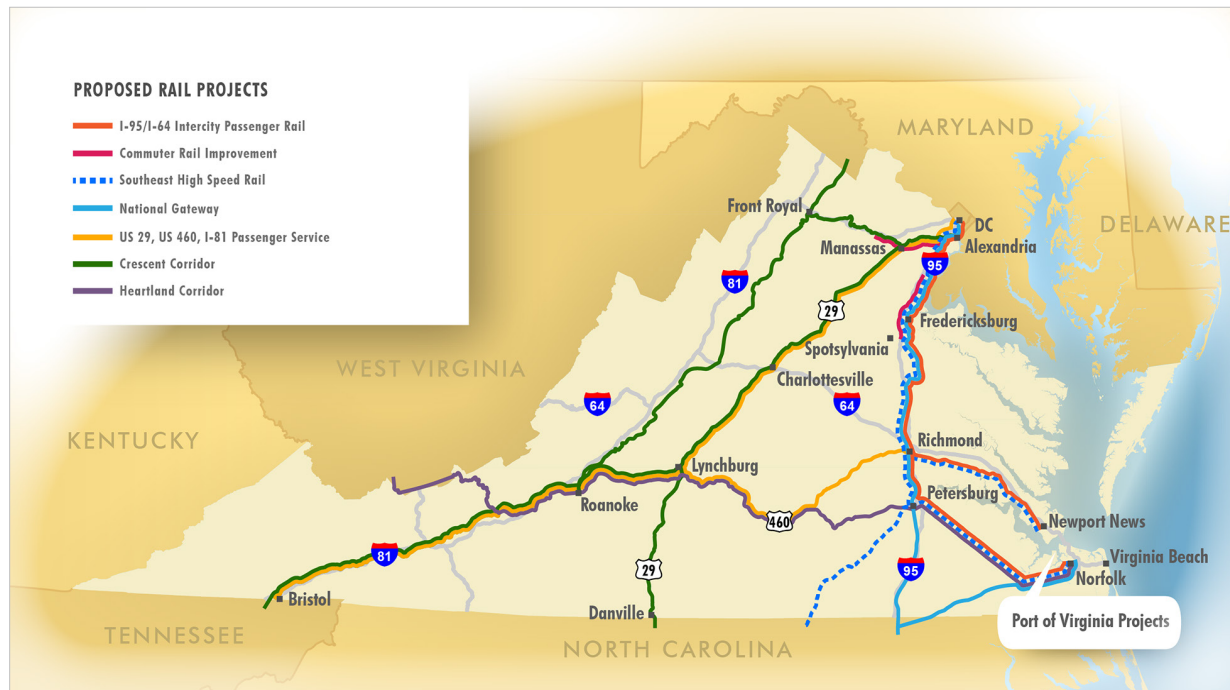 PROPOSED RAIL PROJECTS
I-95/I-64 Intercity Passenger Rail
Commuter Rail Improvement
Southeast High Speed Rail
National Gateway
US 29, US 460, I-81 Passenger Service
Crescent Corridor
Heartland Corridor
MARYLAND
DELAWARE
WEST VIRGINIA
KENTUCKY
TENNESSEE
NORTH CAROLINA
Front Royal
DC
Manassas
Alexandria
95
81
29
Fredericksburg
Spotsylvania
Charlottesville
64
64
Richmond
Lynchburg
Roanoke
Petersburg
460
Newport News
81
29
95
Virginia Beach
Norfolk
Bristol
Danville
Port of Virginia Projects